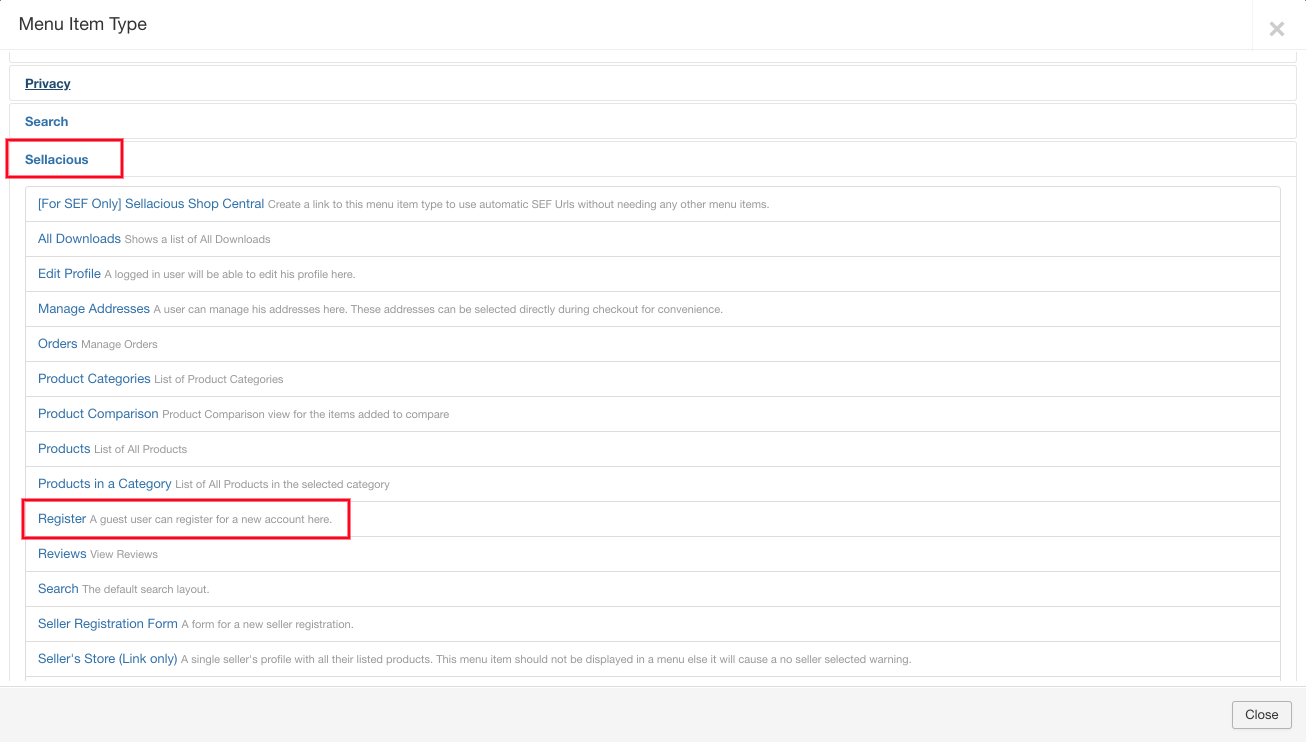 Menu Item Type
×
Privacy
Search
Sellacious
[For SEF Only] Sellacious Shop Central Create a link to this menu item type to use automatic SEF Urls without needing any other menu items.
All Downloads Shows a list of All Downloads
Edit Profile A logged in user will be able to edit his profile here.
Manage Addresses A user can manage his addresses here. These addresses can be selected directly during checkout for convenience.
Orders Manage Orders
Product Categories List of Product Categories
Product Comparison Product Comparison view for the items added to compare
Products List of All Products
Products in a Category List of All Products in the selected category
Register A guest user can register for a new account here.
Reviews View Reviews
Search The default search layout.
Seller Registration Form A form for a new seller registration.
Seller's Store (Link only) A single seller's profile with all their listed products. This menu item should not be displayed in a menu else it will cause a no seller selected warning.
Close